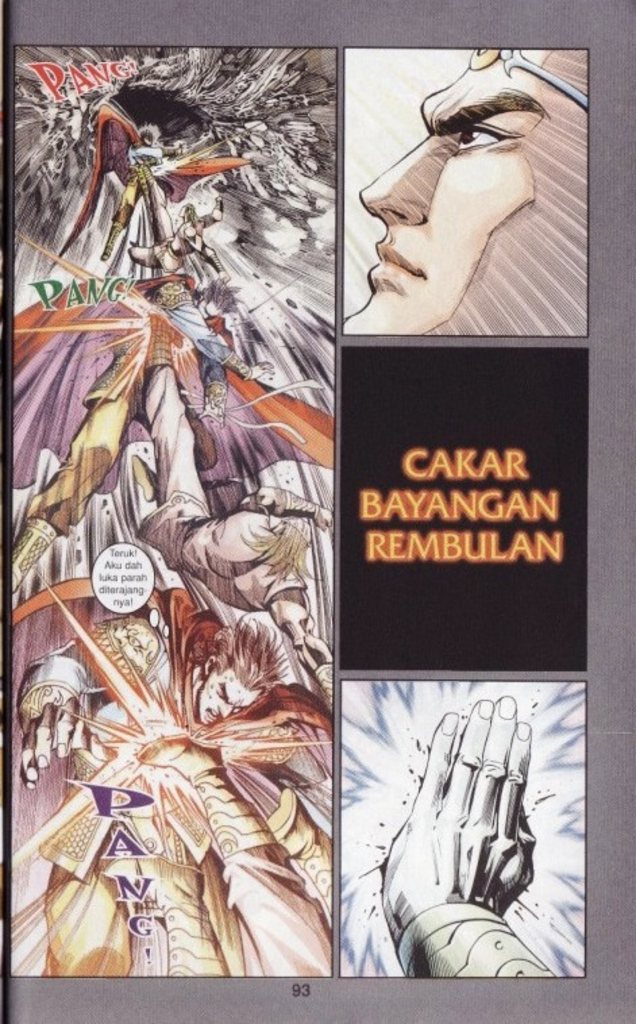 PANG!
PANG!
Teruk!
Aku dah
luka parah
diterajang-
nya!
PANG!
CAKAR
BAYANGAN
REMBULAN
93